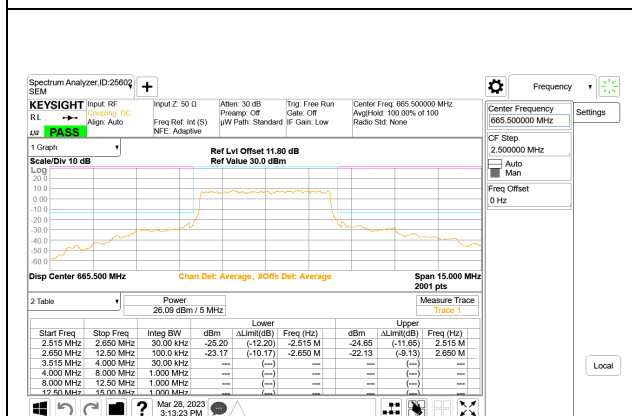 Spectrum Analyzer,ID:25602
SEM
+
Frequency
KEYSIGHT
RL
PASS
Input: RF
Coupling: DC
Align: Auto
Input Z: 50 Ω
Freq Ref: Int (S)
NFE: Adaptive
Atten: 30 dB
Preamp: Off
µW Path: Standard
Trig: Free Run
Gate: Off
IF Gain: Low
Center Freq: 665.500000 MHz
Avg|Hold: 100.00% of 100
Radio Std: None
Center Frequency
665.500000 MHz
Settings
CF Step
2.500000 MHz
Auto
Man
Freq Offset
0 Hz
Local
1 Graph
Scale/Div 10 dB
Ref Lvl Offset 11.80 dB
Ref Value 30.0 dBm
Log
20.0
10.0
0.00
-10.0
-20.0
-30.0
-40.0
-50.0
-60.0
Disp Center 665.500 MHz
Chan Det: Average, #Offs Det: Average
Span 15.000 MHz
2001 pts
2 Table
Power
26.09 dBm / 5 MHz
Measure Trace
Trace 1
Lower Upper
Start Freq Stop Freq Integ BW dBm ΔLimit(dB) Freq (Hz) dBm ΔLimit(dB) Freq (Hz)
2.515 MHz 2.650 MHz 30.00 kHz -25.20 (-12.20) -2.515 M -24.65 (-11.65) 2.515 M
2.650 MHz 12.50 MHz 100.0 kHz -23.17 (-10.17) -2.650 M -22.13 (-9.13) 2.650 M
3.515 MHz 4.000 MHz 30.00 kHz --- (---) --- --- (---) ---
4.000 MHz 8.000 MHz 1.000 MHz --- (---) --- --- (---) ---
8.000 MHz 12.50 MHz 1.000 MHz --- (---) --- --- (---) ---
12.50 MHz 15.00 MHz 1.000 MHz --- (---) --- --- (---) ---
?
Mar 28, 2023
3:13:23 PM